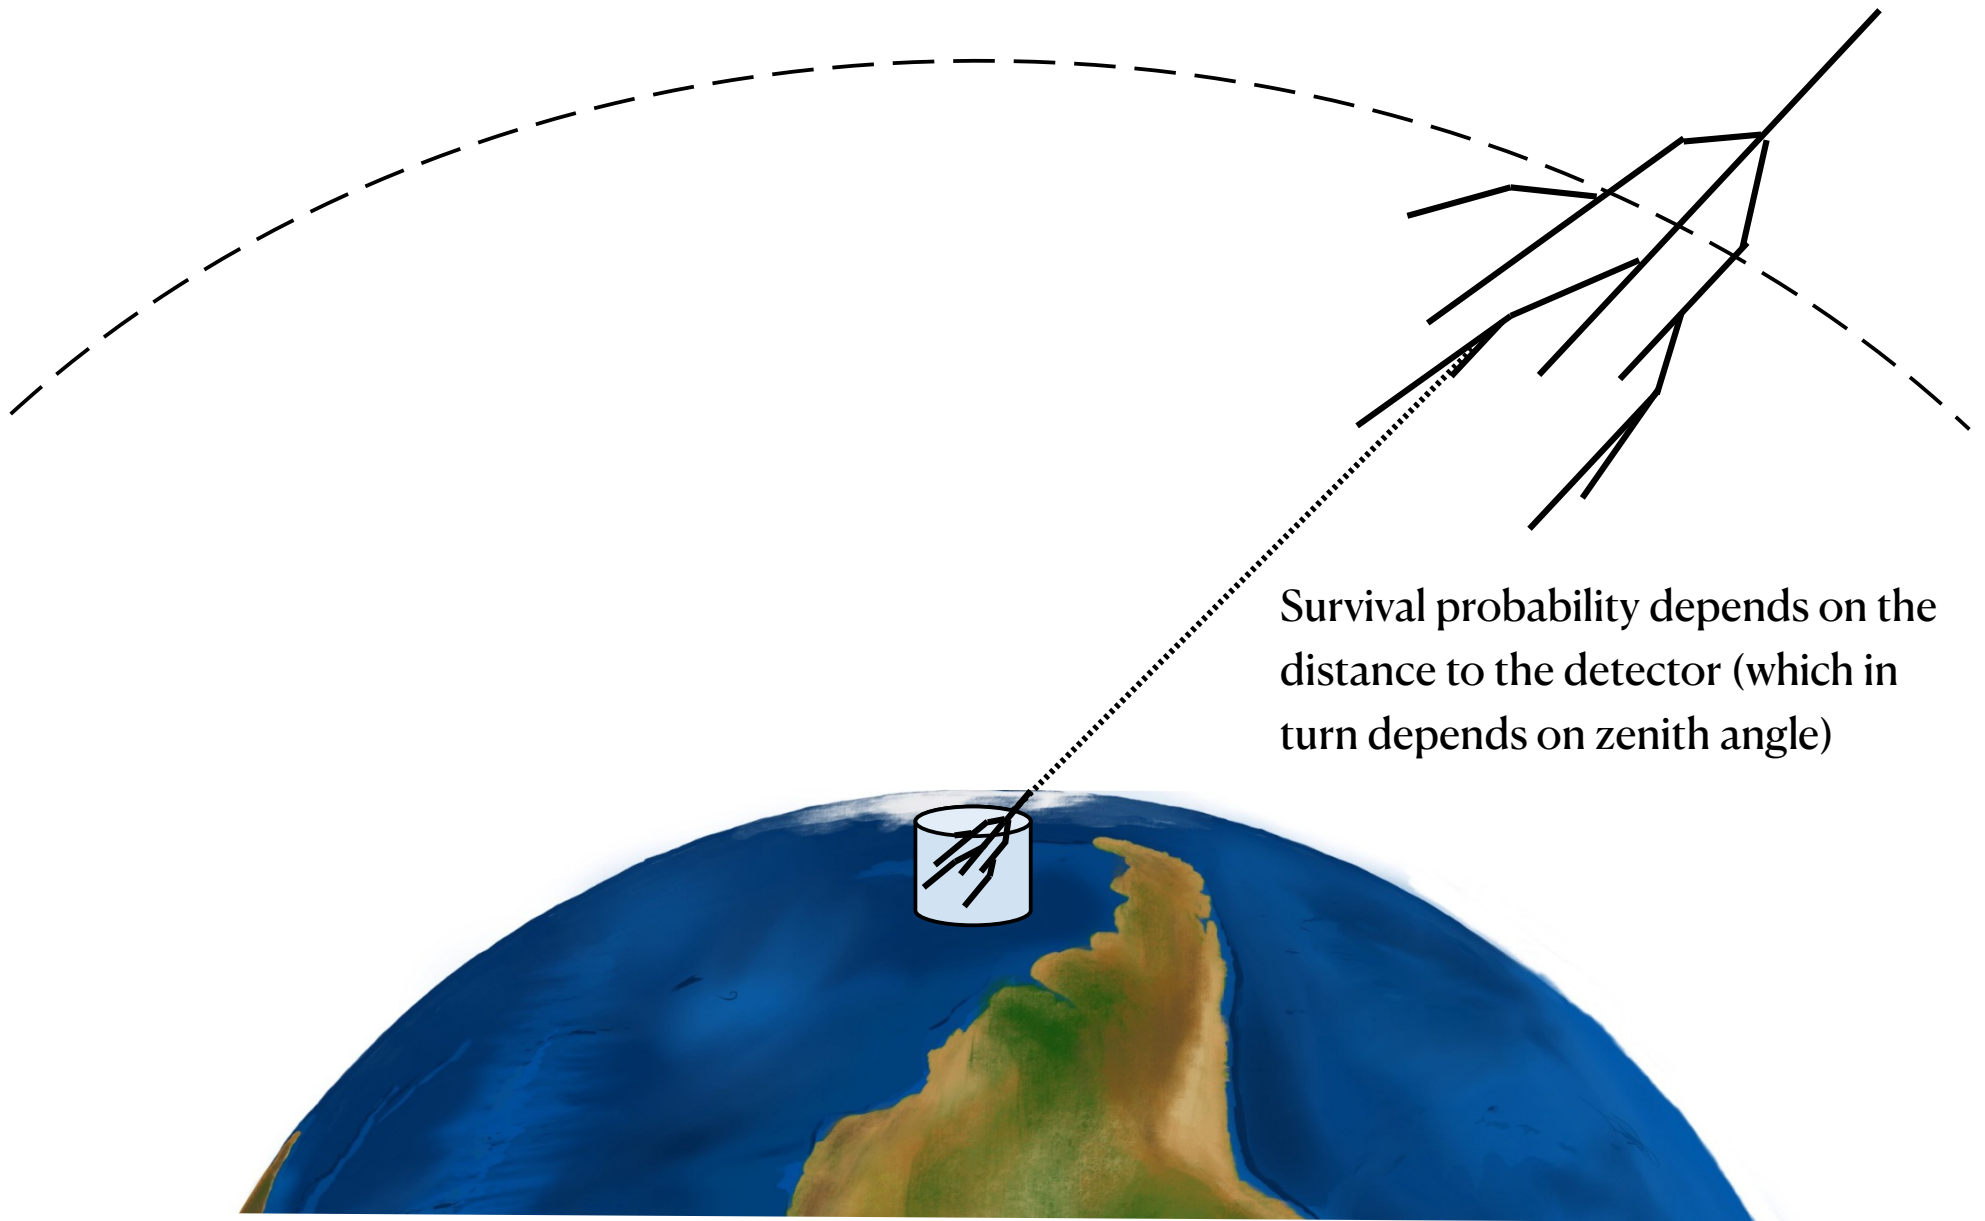 Survival probability depends on the
distance to the detector (which in
turn depends on zenith angle)